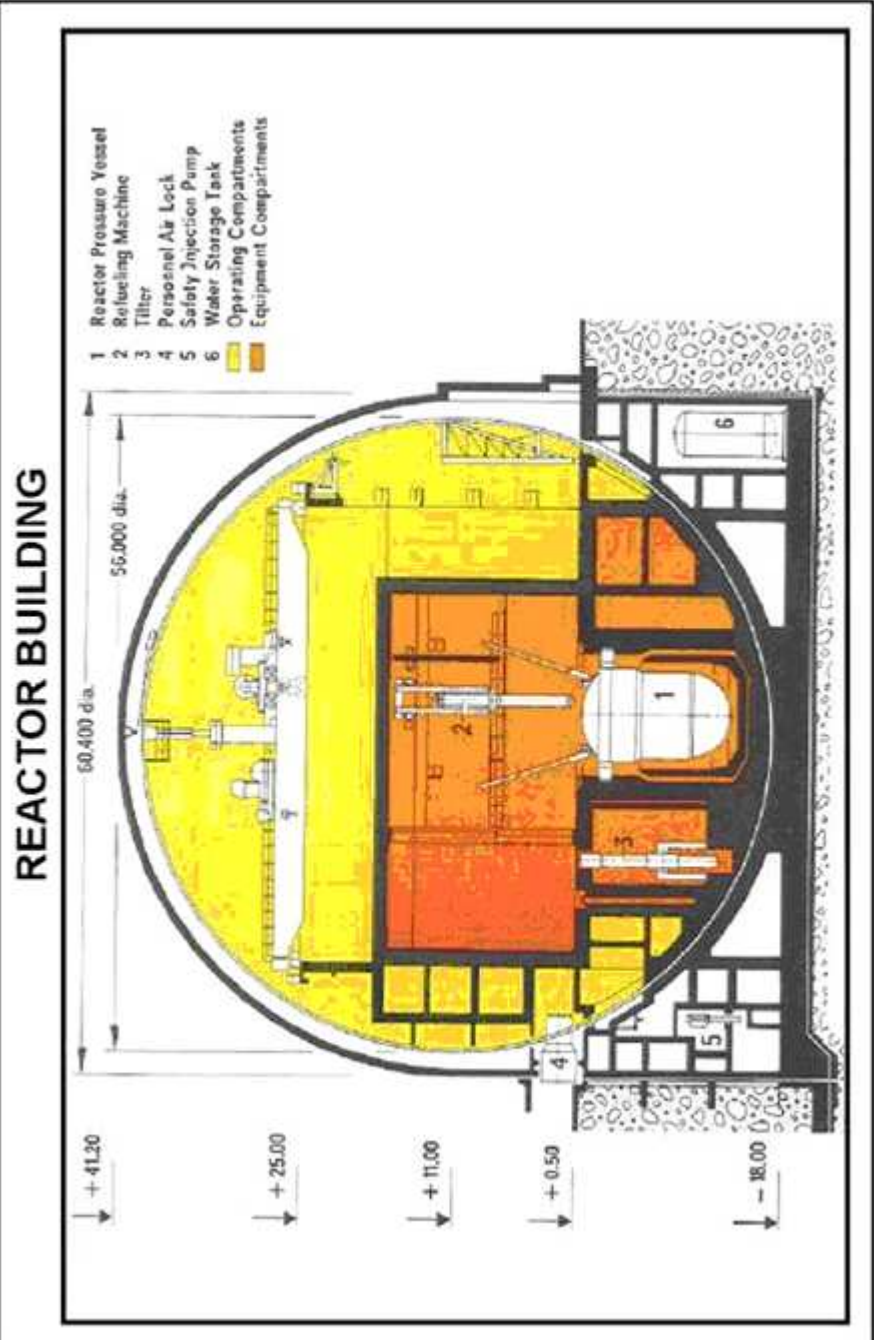 REACTOR BUILDING
60.400 dia.
56.000 dia.
1 Reactor Pressure Vessel
2 Refueling Machine
3 Tilter
4 Personnel Air Lock
5 Safety Injection Pump
6 Water Storage Tank
Operating Compartments
Equipment Compartments
+ 41.20
+ 25.00
+ 11.00
+ 0.50
- 18.00
2
1
3
4
5
6